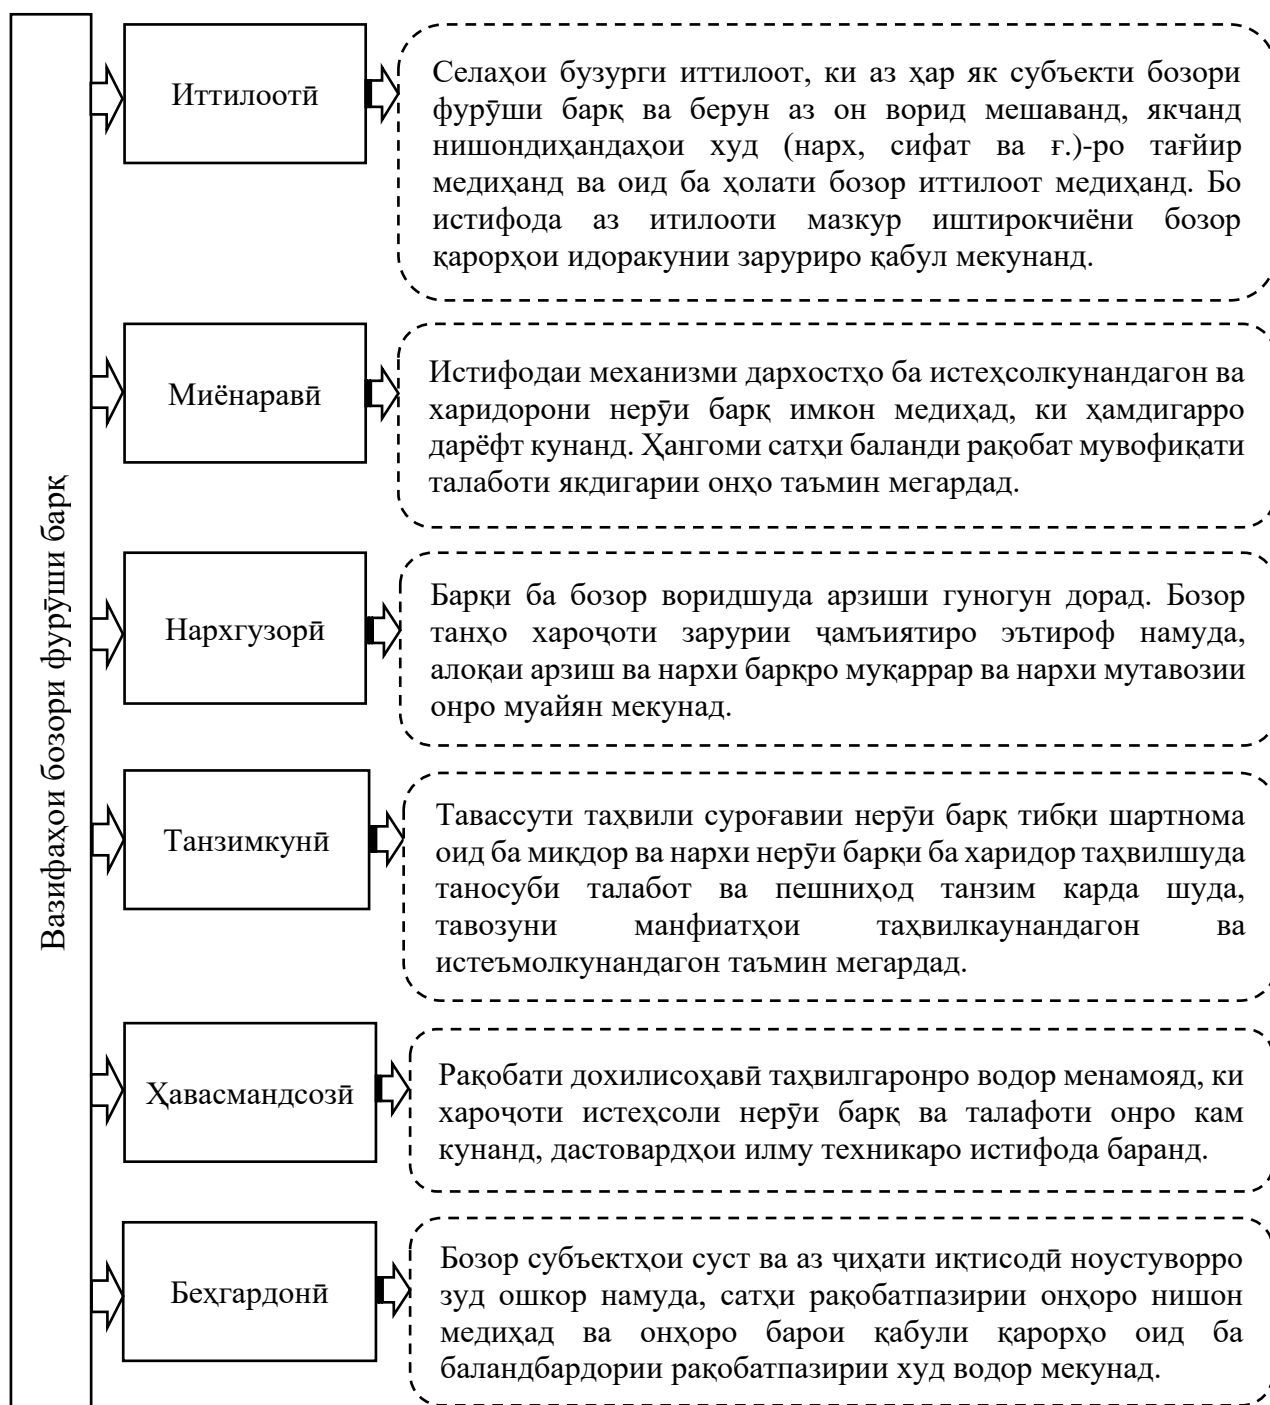 Вазифаҳои бозори фурӯши барқ
Иттилоотӣ
Селаҳои бузурги иттилоот, ки аз ҳар як субъекти бозори
фурӯши барқ ва берун аз он ворид мешаванд, якчанд
нишондиҳандаҳои худ (нарх, сифат ва ғ.)-ро тағйир
медиҳанд ва оид ба ҳолати бозор иттилоот медиҳанд. Бо
истифода аз итилооти мазкур иштирокчиёни бозор
қарорҳои идоракунии заруриро қабул мекунанд.
Миёнаравӣ
Истифодаи механизми дархостҳо ба истеҳсолкунандагон ва
харидорони нерӯи барқ имкон медиҳад, ки ҳамдигарро
дарёфт кунанд. Ҳангоми сатҳи баланди рақобат мувофиқати
талаботи якдигарии онҳо таъмин мегардад.
Нархгузорӣ
Барқи ба бозор воридшуда арзиши гуногун дорад. Бозор
танҳо хароҷоти зарурии ҷамъиятиро эътироф намуда,
алоқаи арзиш ва нархи барқро муқаррар ва нархи мутавозии
онро муайян мекунад.
Танзимкунӣ
Тавассути таҳвили суроғавии нерӯи барқ тибқи шартнома
оид ба миқдор ва нархи нерӯи барқи ба харидор таҳвилшуда
таносуби талабот ва пешниҳод танзим карда шуда,
тавозуни манфиатҳои таҳвилкаунандагон ва
истеъмолкунандагон таъмин мегардад.
Ҳавасмандсозӣ
Рақобати дохилисоҳавӣ таҳвилгаронро водор менамояд, ки
хароҷоти истеҳсоли нерӯи барқ ва талафоти онро кам
кунанд, дастовардҳои илму техникаро истифода баранд.
Беҳгардонӣ
Бозор субъектҳои суст ва аз ҷиҳати иқтисодӣ ноустуворро
зуд ошкор намуда, сатҳи рақобатпазирии онҳоро нишон
медиҳад ва онҳоро барои қабули қарорҳо оид ба
баландбардории рақобатпазирии худ водор мекунад.